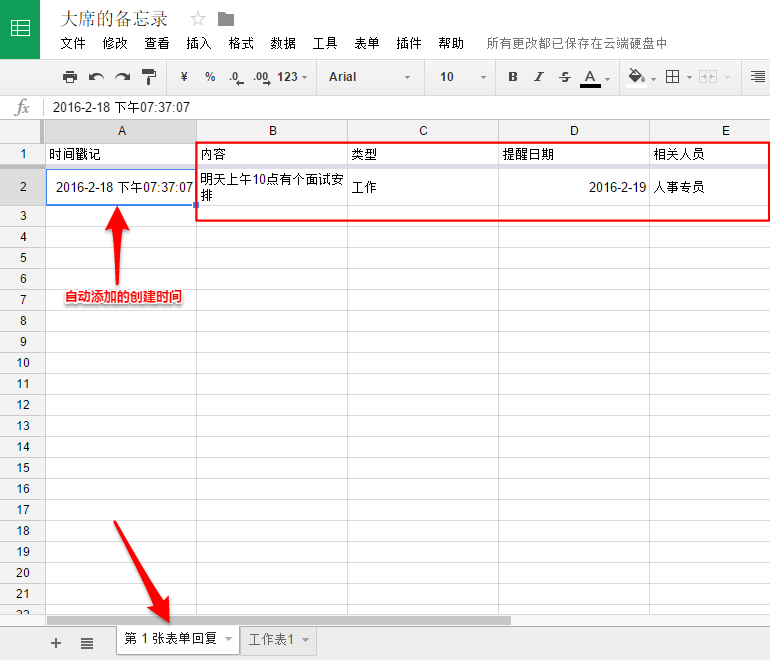 大席的备忘录
文件 修改 查看 插入 格式 数据 工具 表单 插件 帮助 所有更改都已保存在云端硬盘中
¥ % .0 .00 123 Arial 10 B I S A
fx 2016-2-18 下午07:37:07
A B C D E
1 时间戳记 内容 类型 提醒日期 相关人员
2 2016-2-18 下午07:37:07 明天上午10点有个面试安排 工作 2016-2-19 人事专员
3
4
5
6
自动添加的创建时间
7
8
9
10
11
12
13
14
15
16
17
18
19
20
21
22
+ 第 1 张表单回复 工作表1